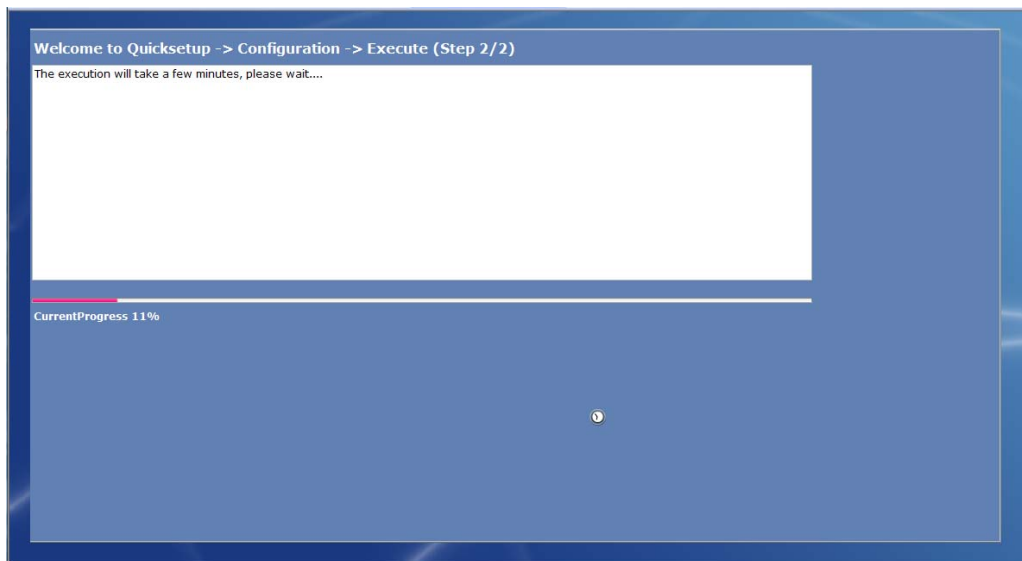 Welcome to Quicksetup -> Configuration -> Execute (Step 2/2)
The execution will take a few minutes, please wait....
CurrentProgress 11%